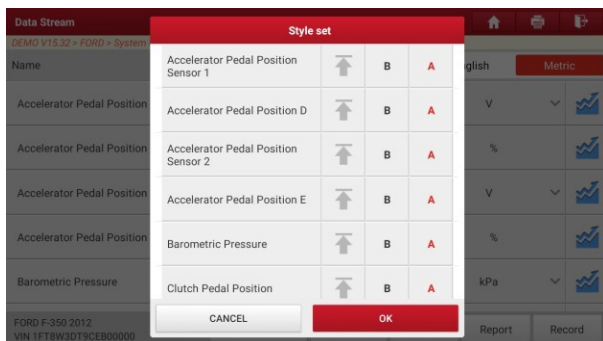 Data Stream
Style set
DEMO V15.32 > FORD > System
Name
glish
Metric
Accelerator Pedal Position
Sensor 1
B
A
Accelerator Pedal Position
V
Accelerator Pedal Position D
B
A
Accelerator Pedal Position
%
Accelerator Pedal Position
Sensor 2
B
A
Accelerator Pedal Position
V
Accelerator Pedal Position E
B
A
Accelerator Pedal Position
%
Barometric Pressure
B
A
Barometric Pressure
kPa
Clutch Pedal Position
B
A
CANCEL
OK
FORD F-350 2012
VIN 1FT8W3DT9CEB00000
Report
Record